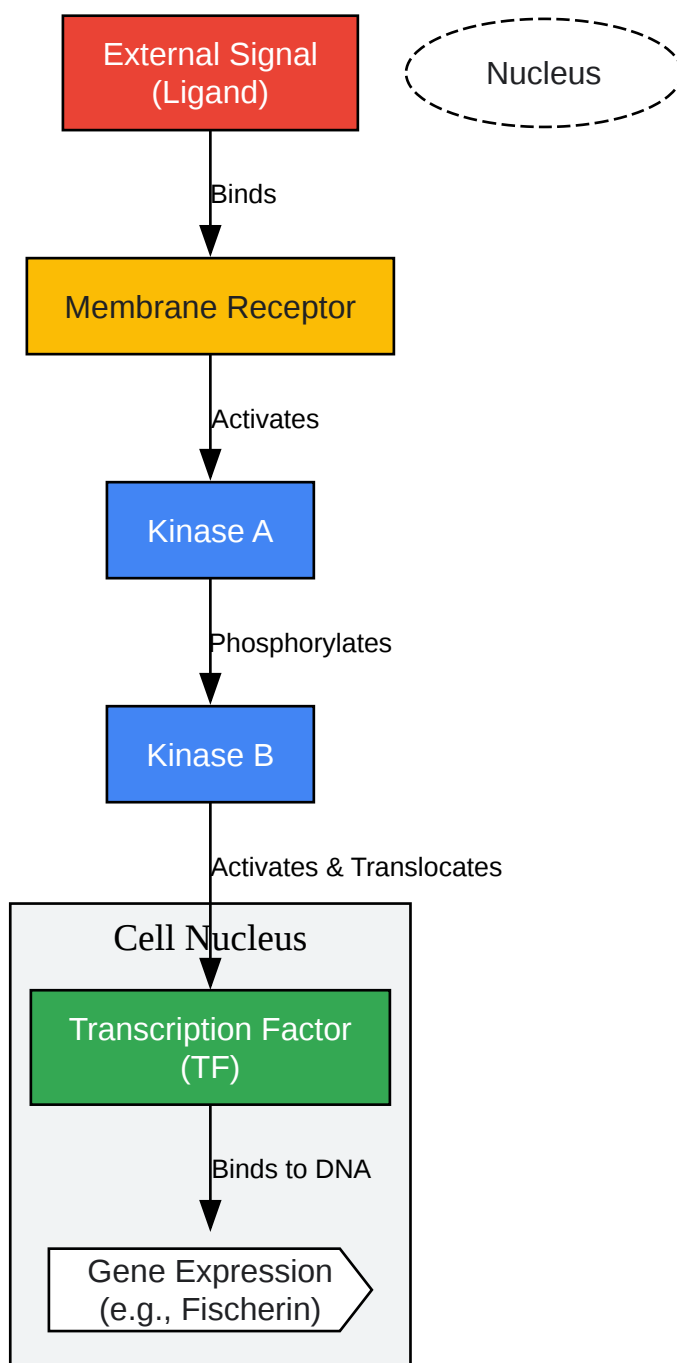 External Signal
(Ligand)
Nucleus
Binds
Membrane Receptor
Activates
Kinase A
Phosphorylates
Kinase B
Activates & Translocates
Cell Nucleus
Transcription Factor
(TF)
Binds to DNA
Gene Expression
(e.g., Fischerin)